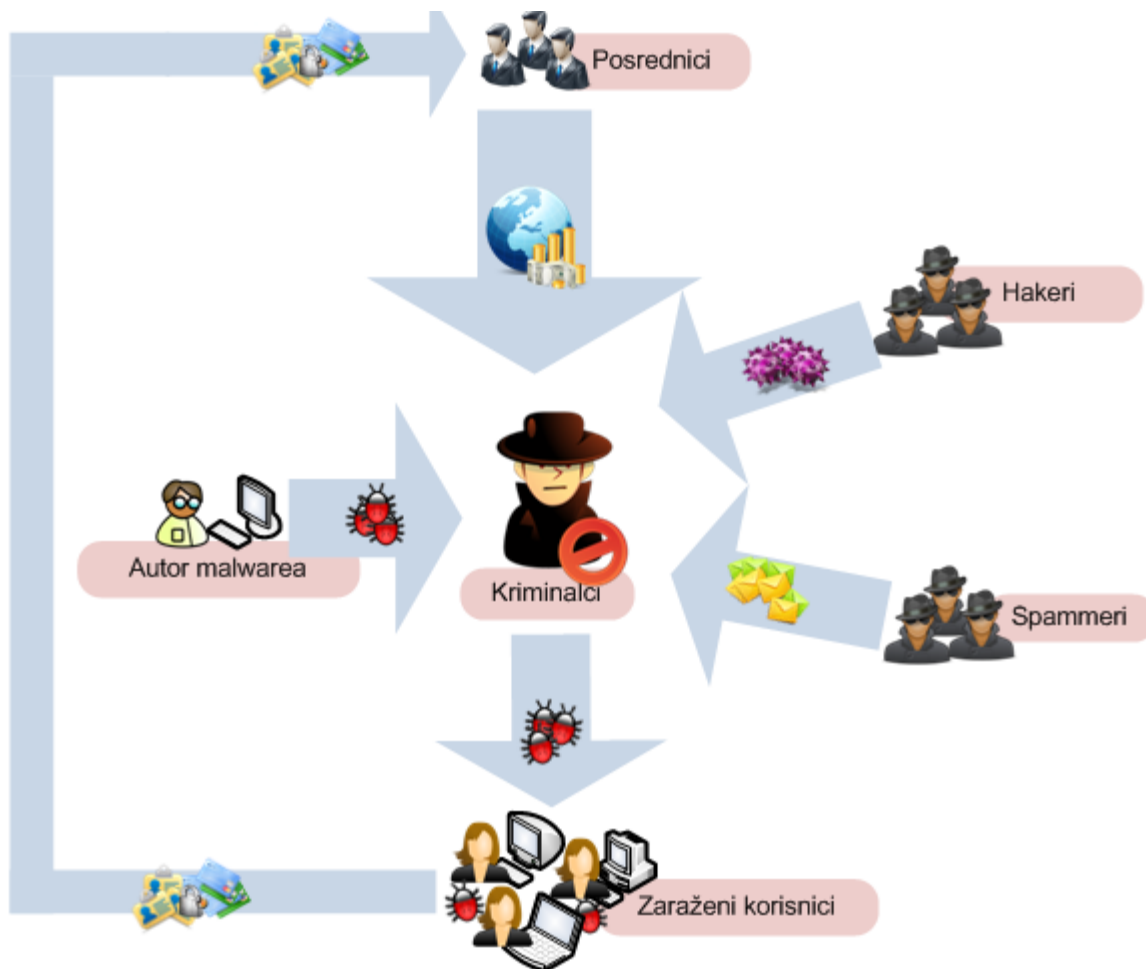 Posrednici
Hakeri
Autor malwarea
Kriminalci
Spammeri
Zaraženi korisnici